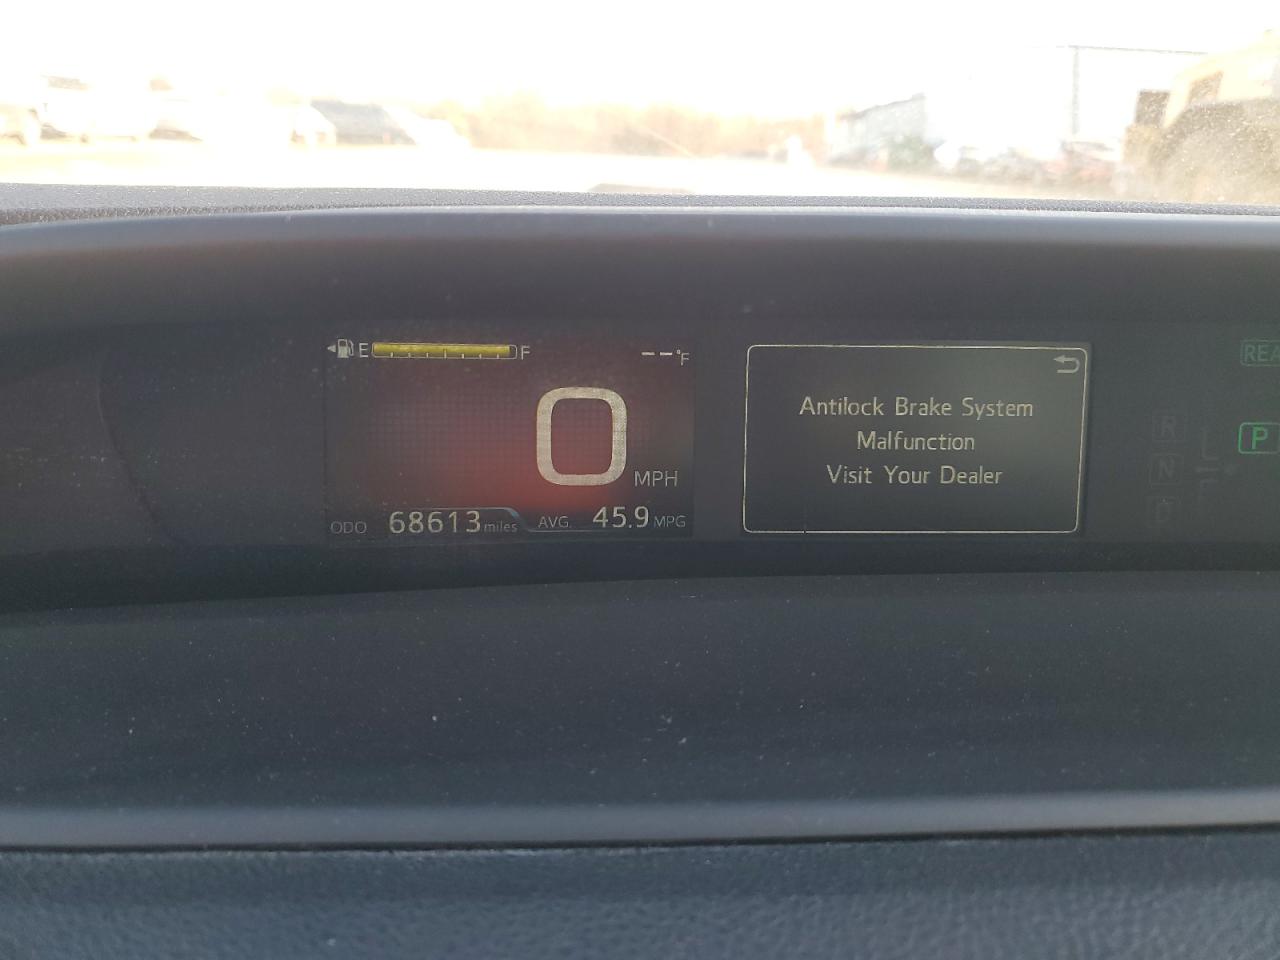 E F --°F
0 MPH
ODO 68613 miles AVG. 45.9 MPG
Antilock Brake System
Malfunction
Visit Your Dealer
P
R
N